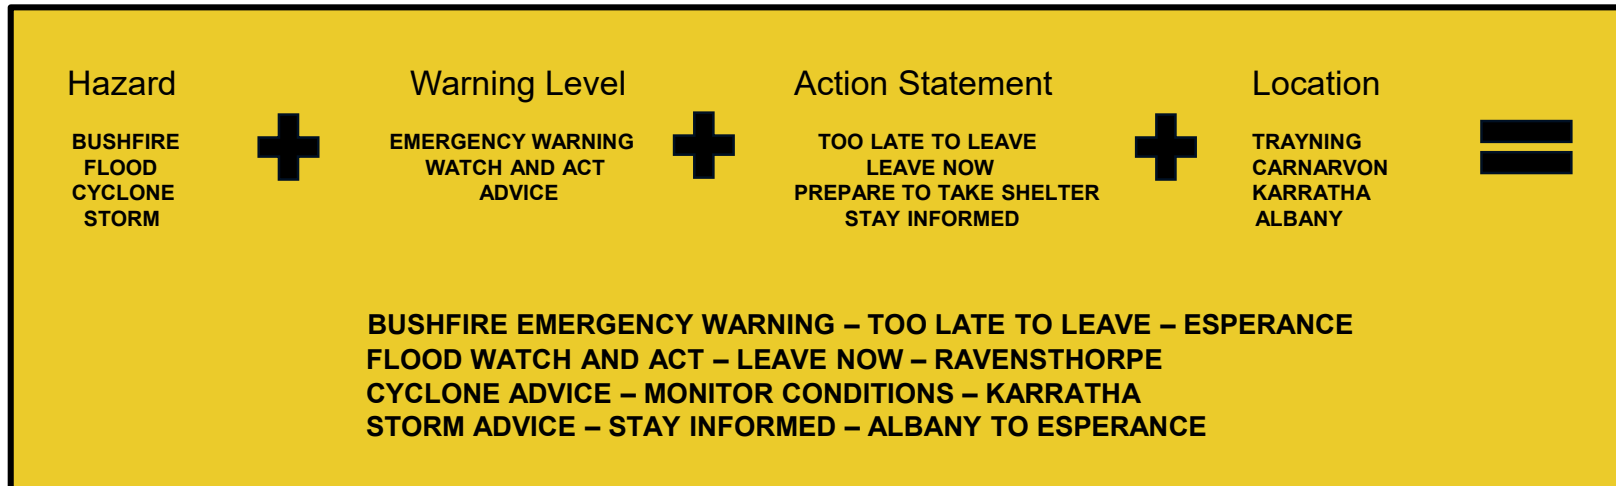 Hazard
BUSHFIRE
FLOOD
CYCLONE
STORM
Warning Level
EMERGENCY WARNING
WATCH AND ACT
ADVICE
Action Statement
TOO LATE TO LEAVE
LEAVE NOW
PREPARE TO TAKE SHELTER
STAY INFORMED
Location
TRAYNING
CARNARVON
KARRATHA
ALBANY
BUSHFIRE EMERGENCY WARNING – TOO LATE TO LEAVE – ESPERANCE
FLOOD WATCH AND ACT – LEAVE NOW – RAVENSTHORPE
CYCLONE ADVICE – MONITOR CONDITIONS – KARRATHA
STORM ADVICE – STAY INFORMED – ALBANY TO ESPERANCE